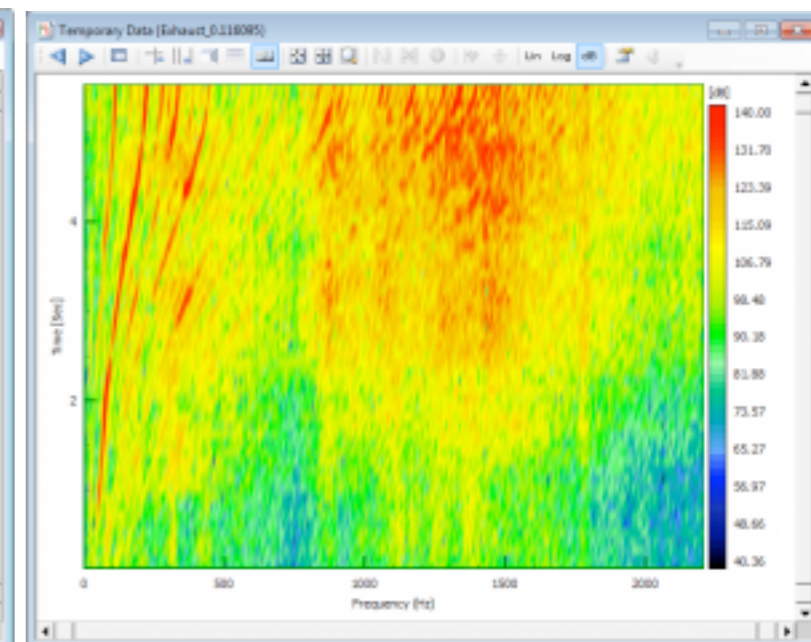 Temporary Data (Exhaust_0.116095)
Lin Log dB
[dB]
140.00
131.70
123.39
115.09
106.79
98.48
90.18
81.88
73.57
65.27
56.97
48.66
40.36
4
2
Time [Sec]
0 500 1000 1500 2000
Frequency [Hz]